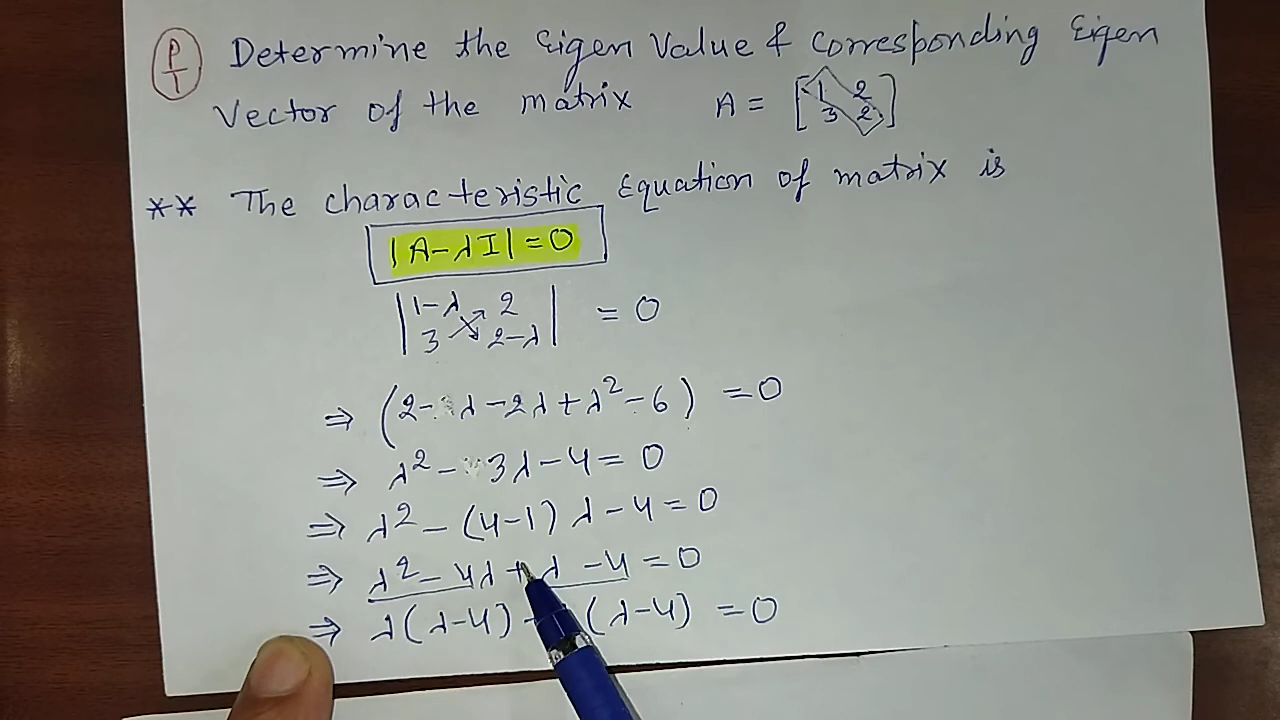 P/1 Determine the Eigen Value & corresponding Eigen
Vector of the matrix A = [1 2
3 2]
** The characteristic Equation of matrix is
|A-λI| = 0
|1-λ 2
3 2-λ| = 0
⇒ (2-λ-2λ+λ²-6) = 0
⇒ λ²-3λ-4 = 0
⇒ λ²-(4-1)λ-4 = 0
⇒ λ²-4λ+λ-4 = 0
⇒ λ(λ-4) (λ-4) = 0